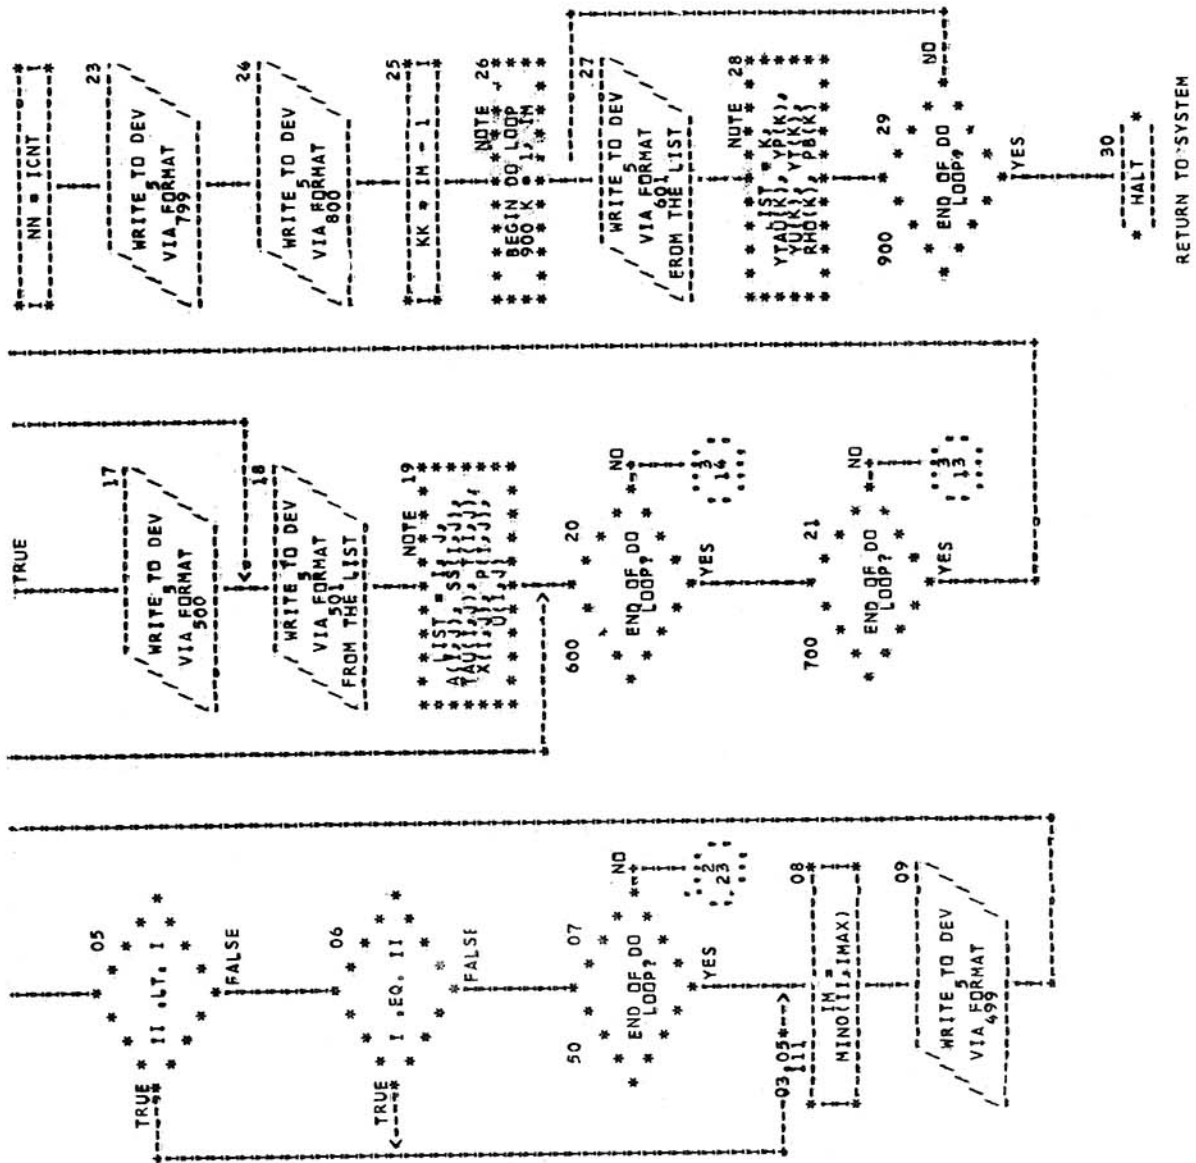 05
TRUE
II .LT. I
FALSE
06
TRUE
I .EQ. II
FALSE
50
07
END OF DO
LOOP?
NO
YES
2
23
03,05*-->
111
08
IM =
MINO(II,IMAX)
09
WRITE TO DEV
5
VIA FORMAT
499
TRUE
17
WRITE TO DEV
5
VIA FORMAT
500
18
WRITE TO DEV
5
VIA FORMAT
501
FROM THE LIST
NOTE 19
LIST = I, J,
A(I,J), SS(I,J),
TAU(I,J), T(I,J),
X(I,J), P(I,J),
U(I,J)
600
20
END OF DO
LOOP?
NO
YES
3
14
700
21
END OF DO
LOOP?
NO
YES
3
13
NN = ICNT
23
WRITE TO DEV
5
VIA FORMAT
799
24
WRITE TO DEV
5
VIA FORMAT
800
25
KK = IM - 1
NOTE 26
BEGIN DO LOOP
900 K = 1, IM
27
WRITE TO DEV
5
VIA FORMAT
601
FROM THE LIST
NOTE 28
LIST = K,
YTAU(K), YP(K),
YU(K), YT(K),
RHO(K), PB(K)
900
29
END OF DO
LOOP?
NO
YES
30
HALT
RETURN TO SYSTEM